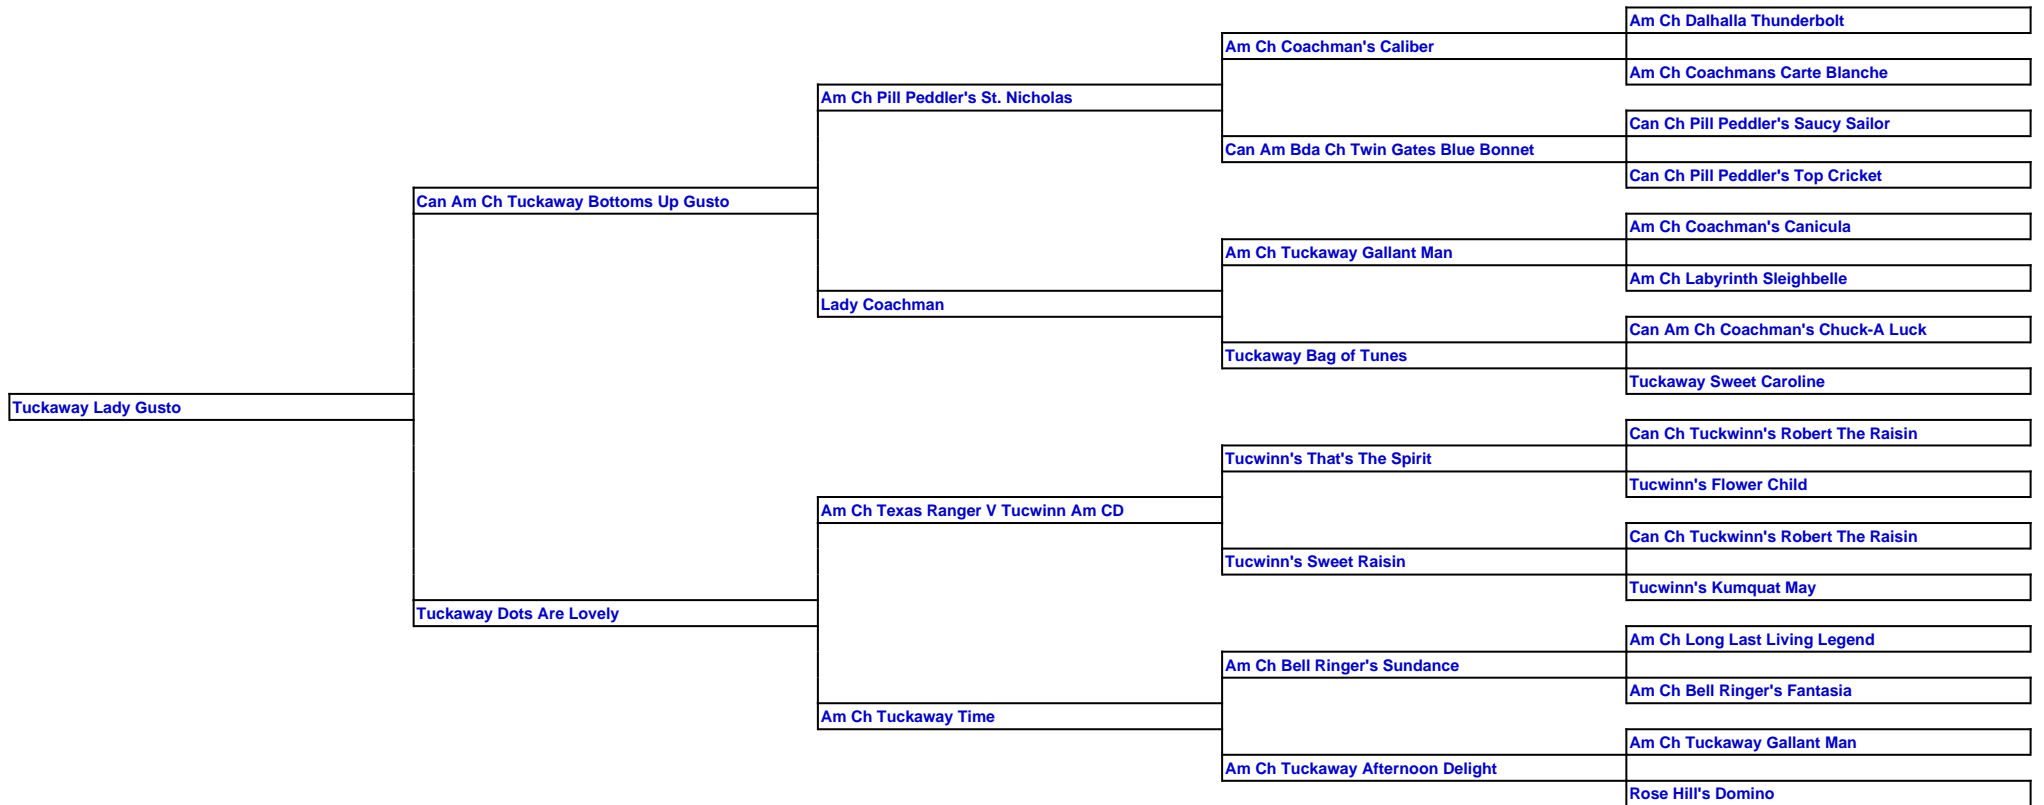 Am Ch Dalhalla Thunderbolt
Am Ch Coachman's Caliber
Am Ch Coachmans Carte Blanche
Am Ch Pill Peddler's St. Nicholas
Can Ch Pill Peddler's Saucy Sailor
Can Am Bda Ch Twin Gates Blue Bonnet
Can Ch Pill Peddler's Top Cricket
Can Am Ch Tuckaway Bottoms Up Gusto
Am Ch Coachman's Canicula
Am Ch Tuckaway Gallant Man
Am Ch Labyrinth Sleighbelle
Lady Coachman
Can Am Ch Coachman's Chuck-A Luck
Tuckaway Bag of Tunes
Tuckaway Sweet Caroline
Tuckaway Lady Gusto
Can Ch Tuckwinn's Robert The Raisin
Tucwinn's That's The Spirit
Tucwinn's Flower Child
Am Ch Texas Ranger V Tucwinn Am CD
Can Ch Tuckwinn's Robert The Raisin
Tucwinn's Sweet Raisin
Tucwinn's Kumquat May
Tuckaway Dots Are Lovely
Am Ch Long Last Living Legend
Am Ch Bell Ringer's Sundance
Am Ch Bell Ringer's Fantasia
Am Ch Tuckaway Time
Am Ch Tuckaway Gallant Man
Am Ch Tuckaway Afternoon Delight
Rose Hill's Domino